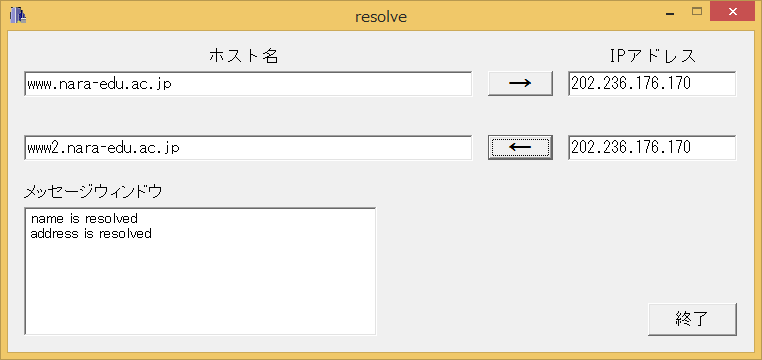 resolve
ホスト名 IPアドレス
www.nara-edu.ac.jp → 202.236.176.170
www2.nara-edu.ac.jp ← 202.236.176.170
メッセージウィンドウ
name is resolved
address is resolved
終了